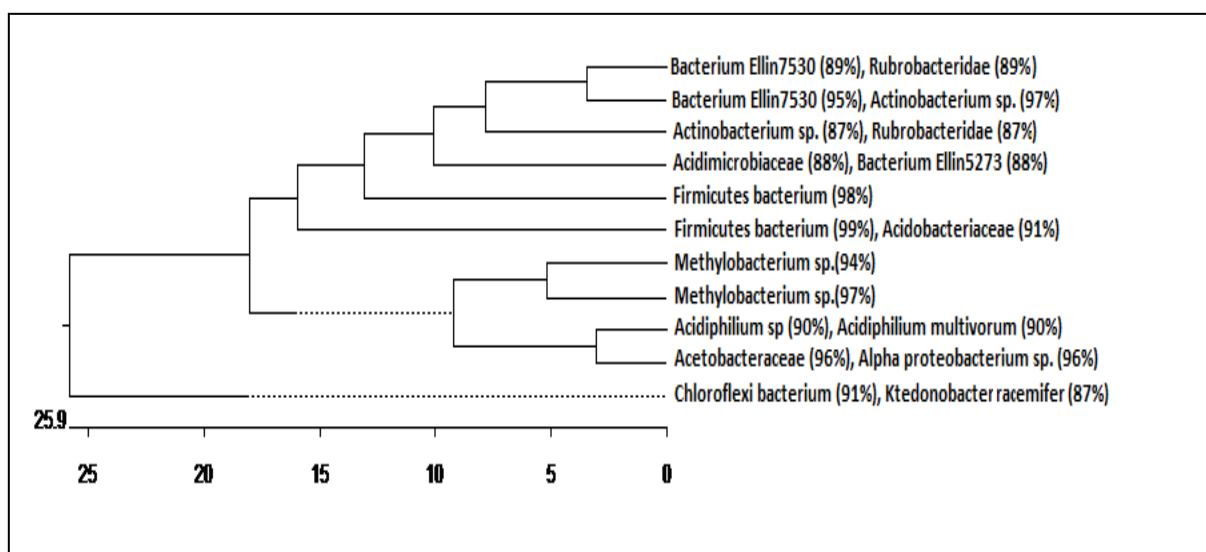 Bacterium Ellin7530 (89%), Rubrobacteridae (89%)
Bacterium Ellin7530 (95%), Actinobacterium sp. (97%)
Actinobacterium sp. (87%), Rubrobacteridae (87%)
Acidimicrobiaceae (88%), Bacterium Ellin5273 (88%)
Firmicutes bacterium (98%)
Firmicutes bacterium (99%), Acidobacteriaceae (91%)
Methylobacterium sp.(94%)
Methylobacterium sp.(97%)
Acidiphilium sp (90%), Acidiphilium multivorum (90%)
Acetobacteraceae (96%), Alpha proteobacterium sp. (96%)
Chloroflexi bacterium (91%), Ktedonobacter racemifer (87%)
25.9
25 20 15 10 5 0